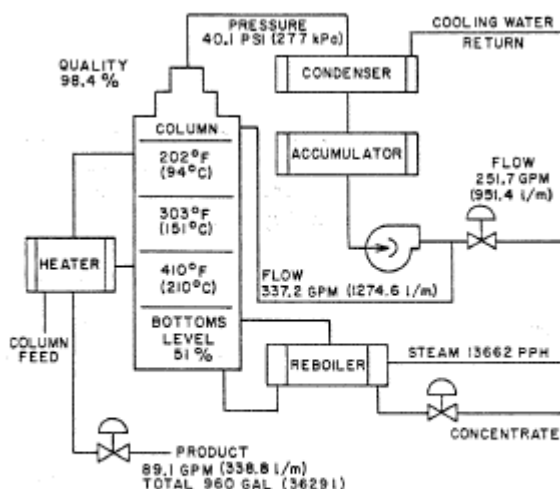 PRESSURE
40.1 PSI (277 kPa)
COOLING WATER
RETURN
QUALITY
98.4 %
CONDENSER
COLUMN
ACCUMULATOR
202°F
(94°C)
FLOW
251.7 GPM
(951.4 l/m)
303°F
(151°C)
HEATER
410°F
(210°C)
FLOW
337.2 GPM (1274.6 l/m)
COLUMN
FEED
BOTTOMS
LEVEL
51 %
REBOILER
STEAM 13662 PPH
CONCENTRATE
PRODUCT
89.1 GPM (338.8 l/m)
TOTAL 960 GAL (3629 l)